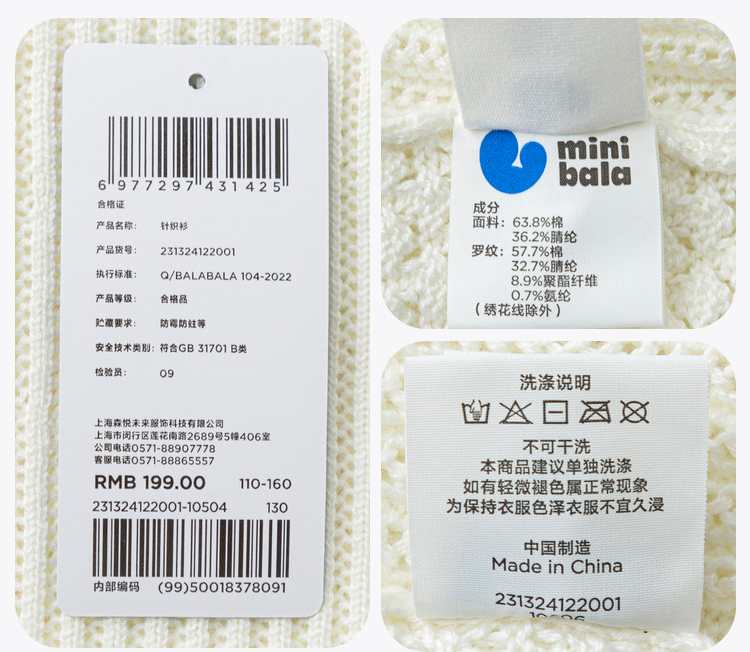 6 977297 431425
合格证
产品名称： 针织衫
产品货号： 231324122001
执行标准： Q/BALABALA 104-2022
产品等级： 合格品
贮藏要求： 防霉防蛀等
安全技术类别：符合GB 31701 B类
检验员： 09
上海森悦未来服饰科技有限公司
上海市闵行区莲花南路2689号5幢406室
公司电话0571-88907778
客服电话0571-88865557
RMB 199.00 110-160
231324122001-10504 130
内部编码 (99)50018378091
mini
bala
成分
面料：63.8%棉
36.2%腈纶
罗纹：57.7%棉
32.7%腈纶
8.9%聚酯纤维
0.7%氨纶
（绣花线除外）
洗涤说明
不可干洗
本商品建议单独洗涤
如有轻微褪色属正常现象
为保持衣服色泽衣服不宜久浸
中国制造
Made in China
231324122001